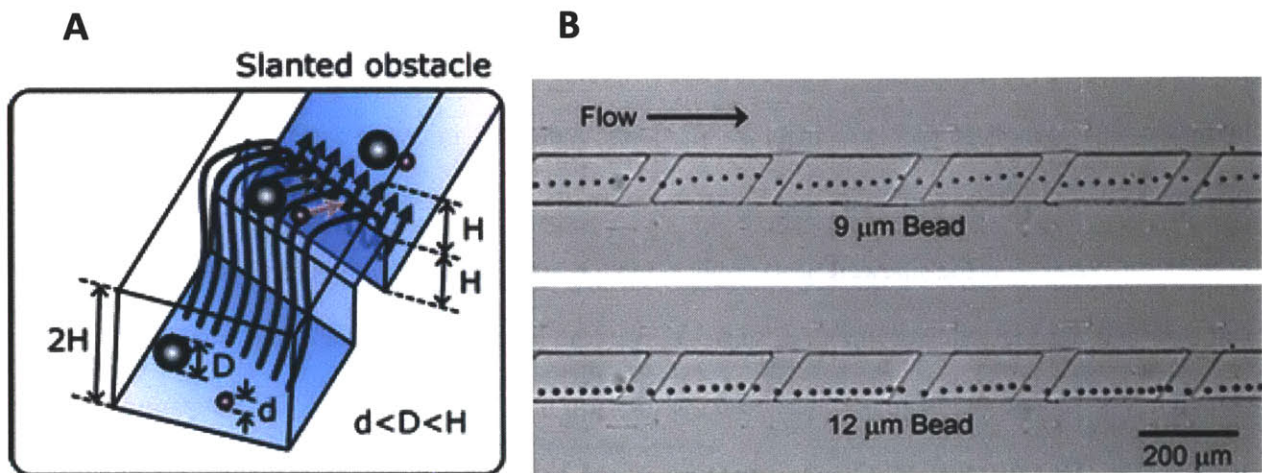 A
Slanted obstacle
H
H
2H
D
d
d<D<H
B
Flow
9 μm Bead
12 μm Bead
200 μm